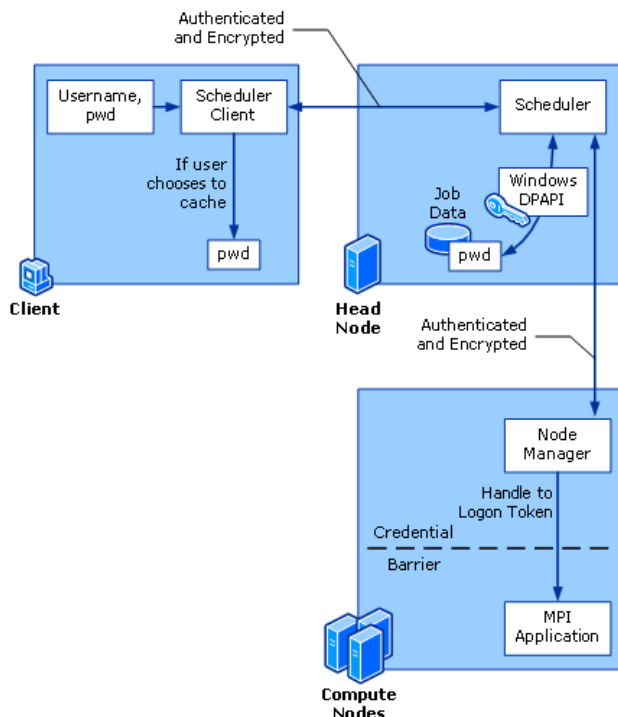 Authenticated
and Encrypted
Username,
pwd
Scheduler
Client
If user
chooses to
cache
pwd
Client
Scheduler
Windows
DPAPI
Job
Data
pwd
Head
Node
Authenticated
and Encrypted
Node
Manager
Handle to
Logon Token
Credential
Barrier
MPI
Application
Compute
Nodes